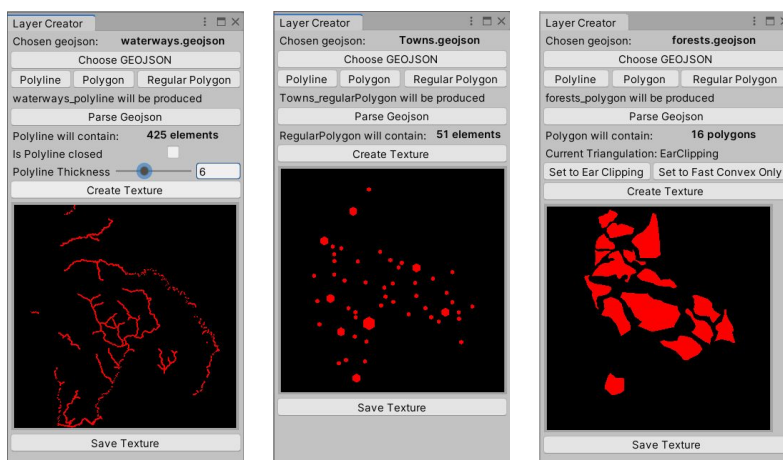 Layer Creator
Chosen geojson: waterways.geojson
Choose GEOJSON
Polyline Polygon Regular Polygon
waterways_polyline will be produced
Parse Geojson
Polyline will contain: 425 elements
Is Polyline closed
Polyline Thickness 6
Create Texture
Save Texture
Layer Creator
Chosen geojson: Towns.geojson
Choose GEOJSON
Polyline Polygon Regular Polygon
Towns_regularPolygon will be produced
Parse Geojson
RegularPolygon will contain: 51 elements
Create Texture
Save Texture
Layer Creator
Chosen geojson: forests.geojson
Choose GEOJSON
Polyline Polygon Regular Polygon
forests_polygon will be produced
Parse Geojson
Polygon will contain: 16 polygons
Current Triangulation: EarClipping
Set to Ear Clipping Set to Fast Convex Only
Create Texture
Save Texture